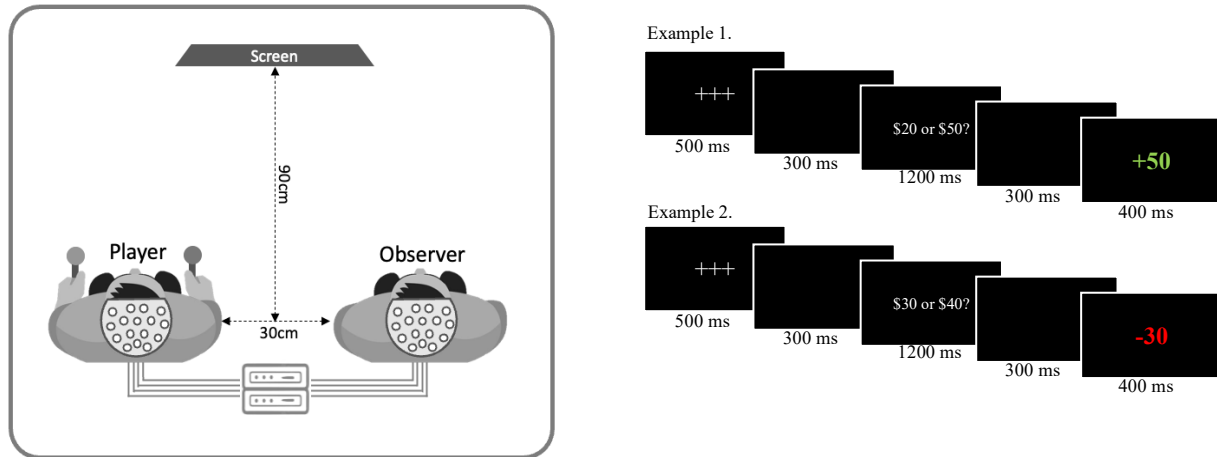 Screen
90cm
Player
Observer
30cm
Example 1.
+++
500 ms
300 ms
$20 or $50?
1200 ms
300 ms
+50
400 ms
Example 2.
+++
500 ms
300 ms
$30 or $40?
1200 ms
300 ms
-30
400 ms